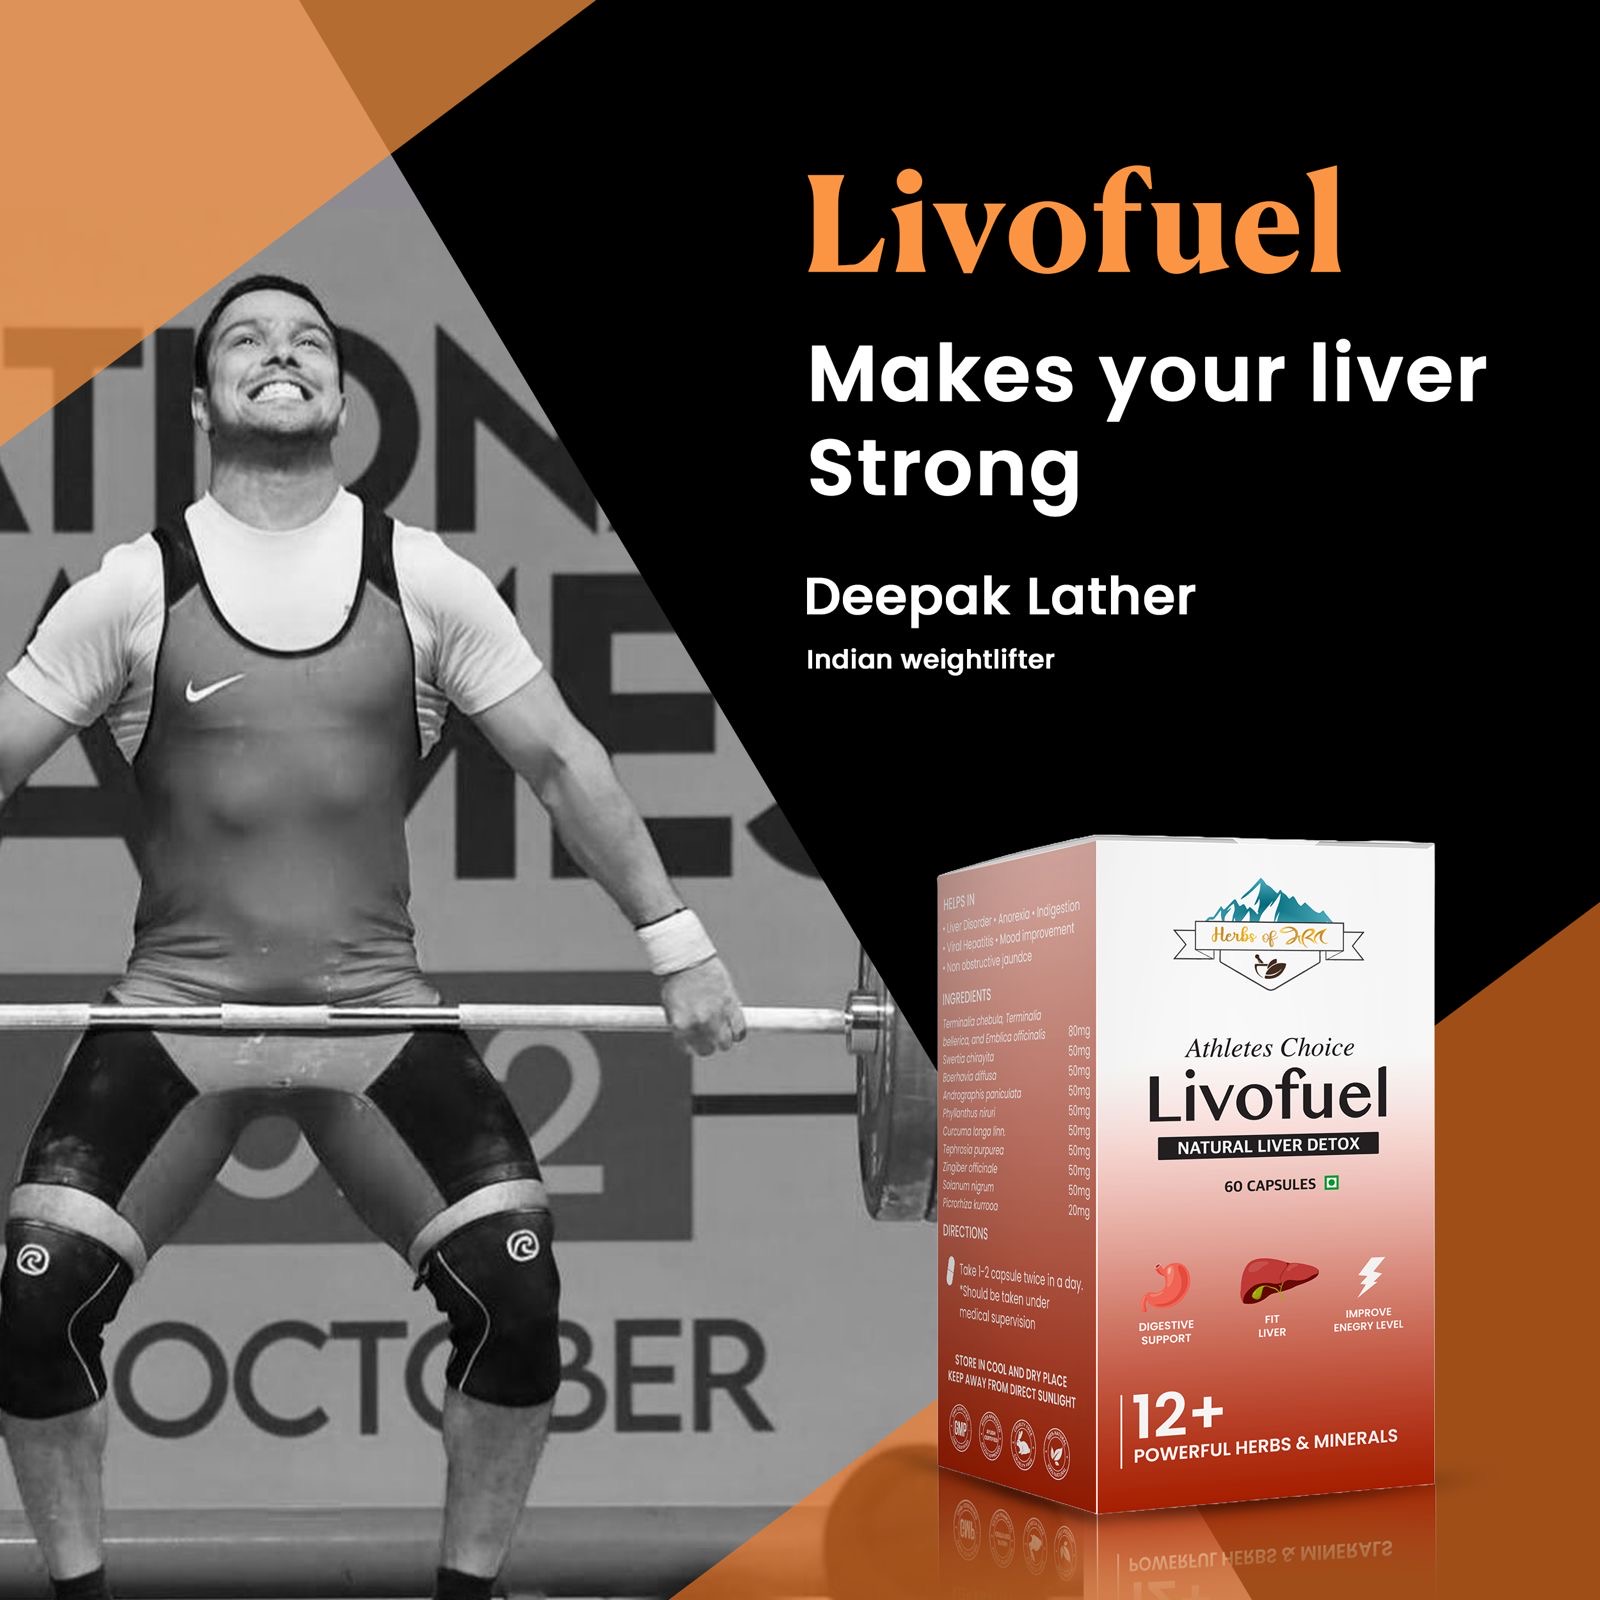 Livofuel
Makes your liver
Strong
Deepak Lather
Indian weightlifter
OCTOBER
HELPS IN
• Liver Disorder • Anorexia • Indigestion
• Viral Hepatitis • Mood improvement
• Non obstructive jaundce
INGREDIENTS
Terminalia chebula, Terminalia
bellerica, and Emblica officinalis 80mg
Swertia chirayita 50mg
Boerhavia diffusa 50mg
Andrographis paniculata 50mg
Phyllanthus niruri 50mg
Curcuma longa linn. 50mg
Tephrosia purpurea 50mg
Zingiber officinale 50mg
Solanum nigrum 50mg
Picrorhiza kurrooa 20mg
DIRECTIONS
Take 1-2 capsule twice in a day.
*Should be taken under
medical supervision
STORE IN COOL AND DRY PLACE
KEEP AWAY FROM DIRECT SUNLIGHT
GMP
Herbs of
Athletes Choice
Livofuel
NATURAL LIVER DETOX
60 CAPSULES
DIGESTIVE
SUPPORT
FIT
LIVER
IMPROVE
ENEGRY LEVEL
12+
POWERFUL HERBS & MINERALS